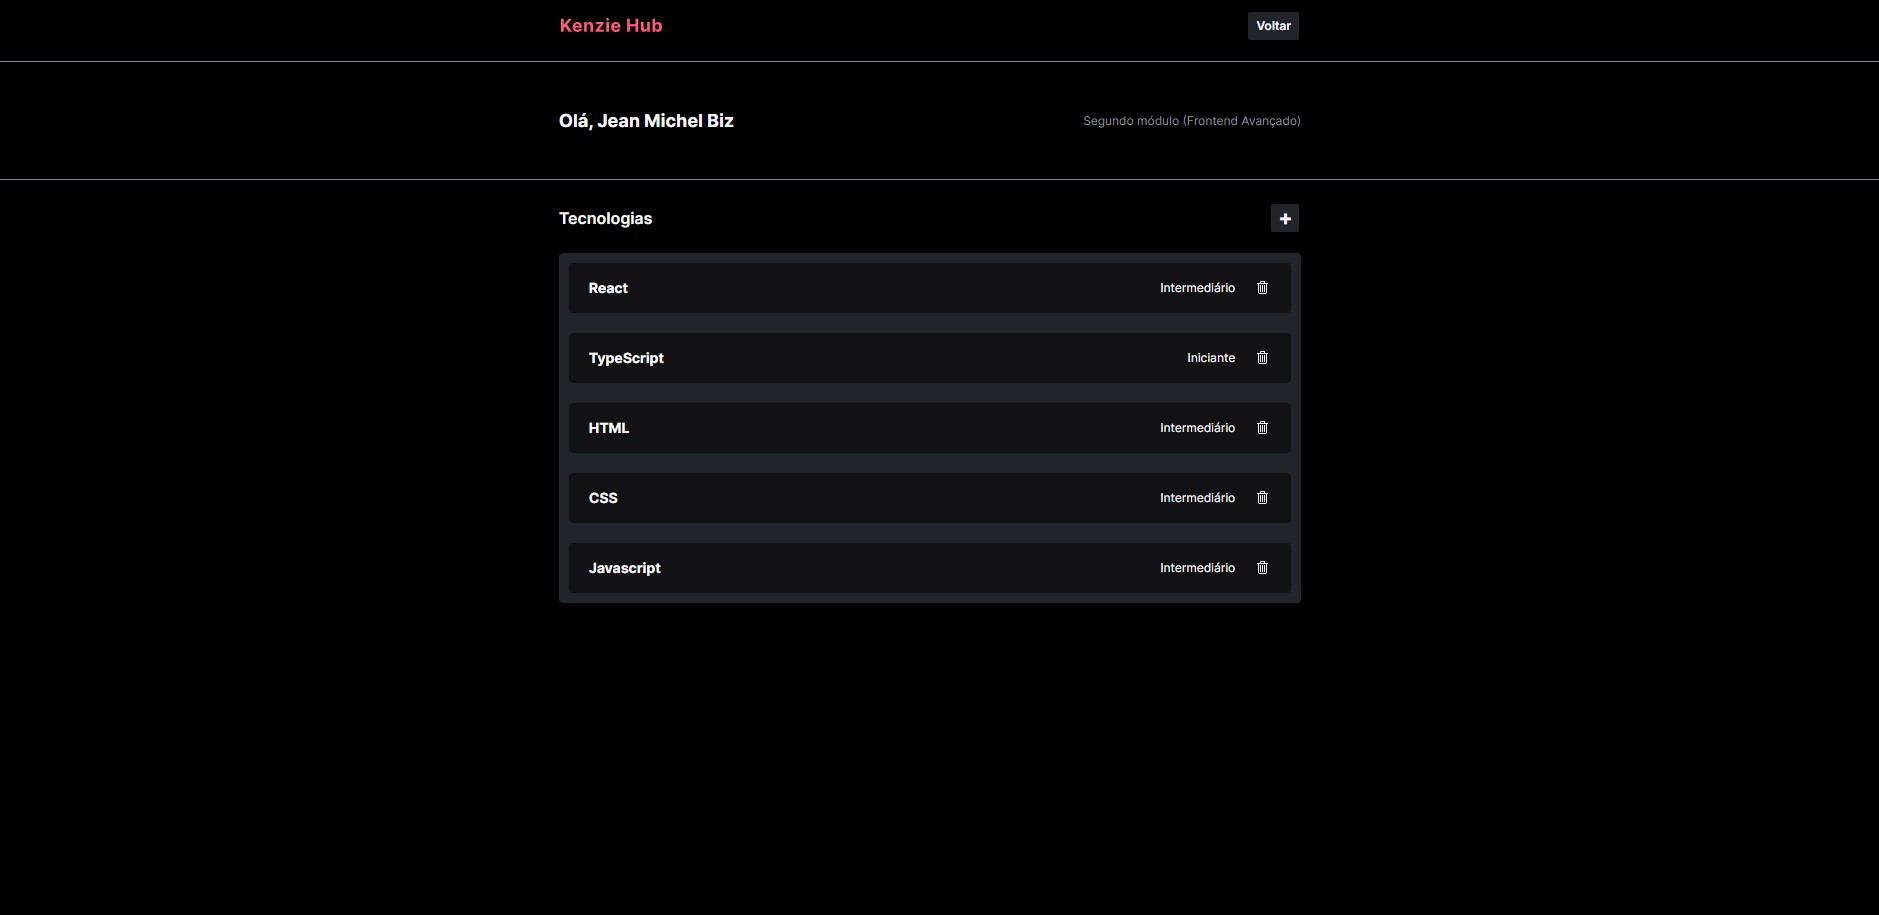 Kenzie Hub
Voltar
Olá, Jean Michel Biz
Segundo módulo (Frontend Avançado)
Tecnologias
+
React
Intermediário
TypeScript
Iniciante
HTML
Intermediário
CSS
Intermediário
Javascript
Intermediário